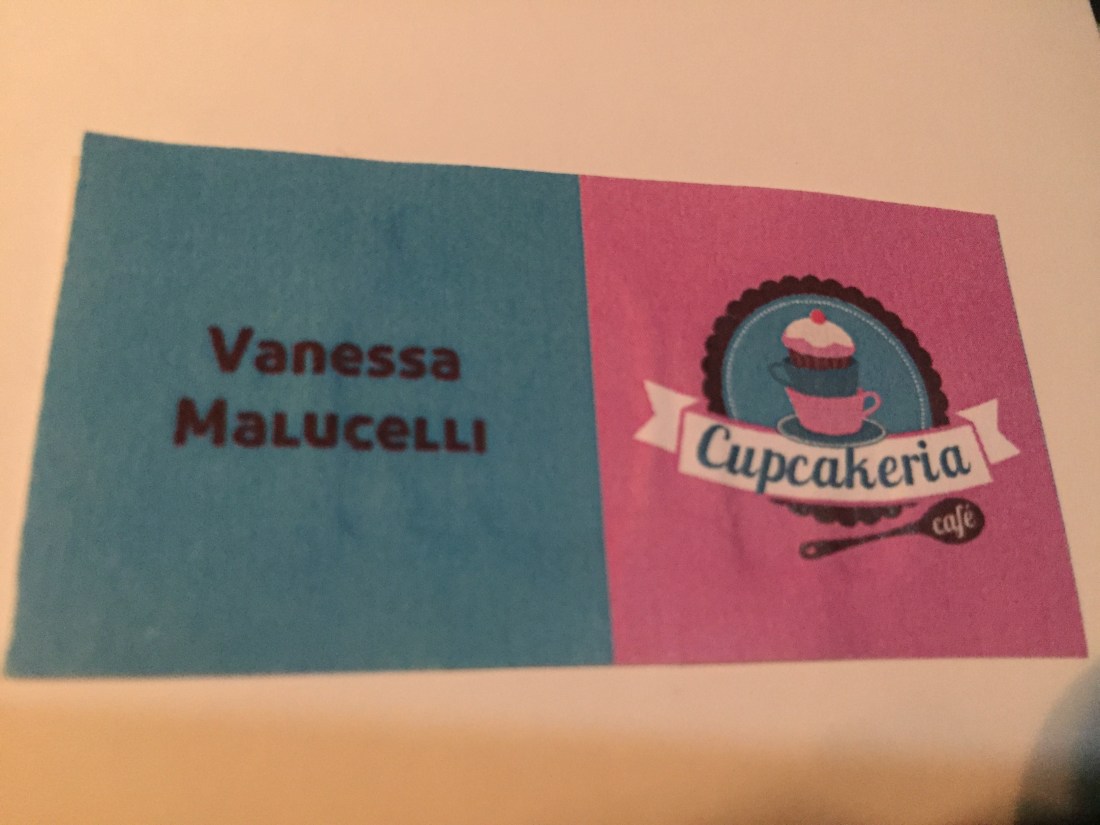 Vanessa
Malucelli
Cupcakeria
café